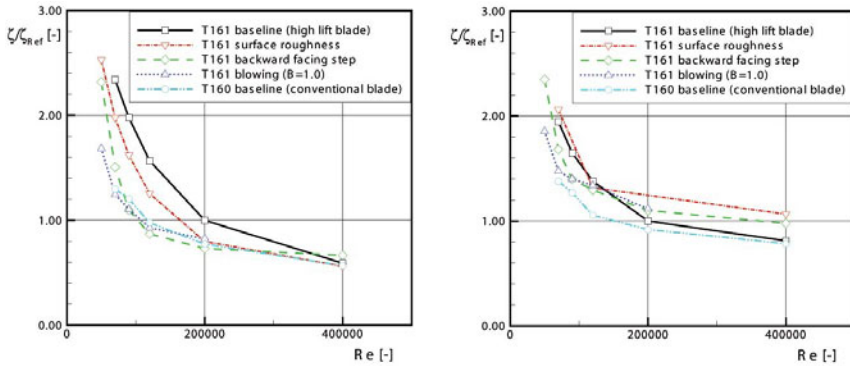 3.00
ζ/ζRef [-]
T161 baseline (high lift blade)
T161 surface roughness
T161 backward facing step
T161 blowing (B=1.0)
T160 baseline (conventional blade)
2.00
1.00
0.00
0
200000
400000
Re [-]
3.00
ζ/ζRef [-]
T161 baseline (high lift blade)
T161 surface roughness
T161 backward facing step
T161 blowing (B=1.0)
T160 baseline (conventional blade)
2.00
1.00
0.00
0
200000
400000
Re [-]